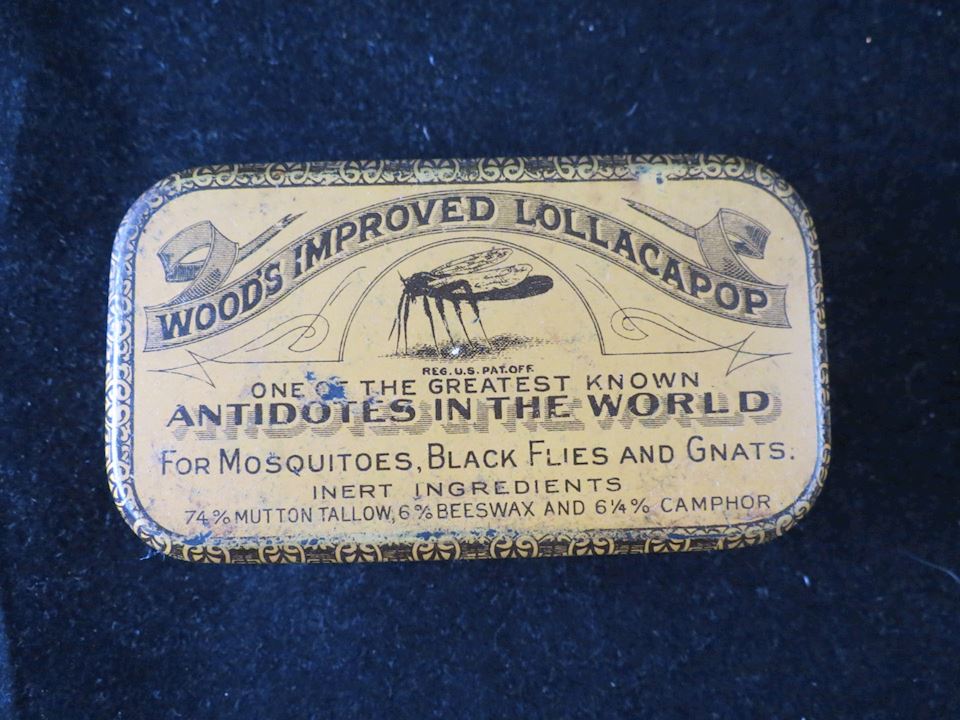 WOOD'S IMPROVED LOLLACAPOP
REG. U.S. PAT. OFF.
ONE OF THE GREATEST KNOWN
ANTIDOTES IN THE WORLD
FOR MOSQUITOES, BLACK FLIES AND GNATS.
INERT INGREDIENTS
74% MUTTON TALLOW, 6% BEESWAX AND 6¼% CAMPHOR